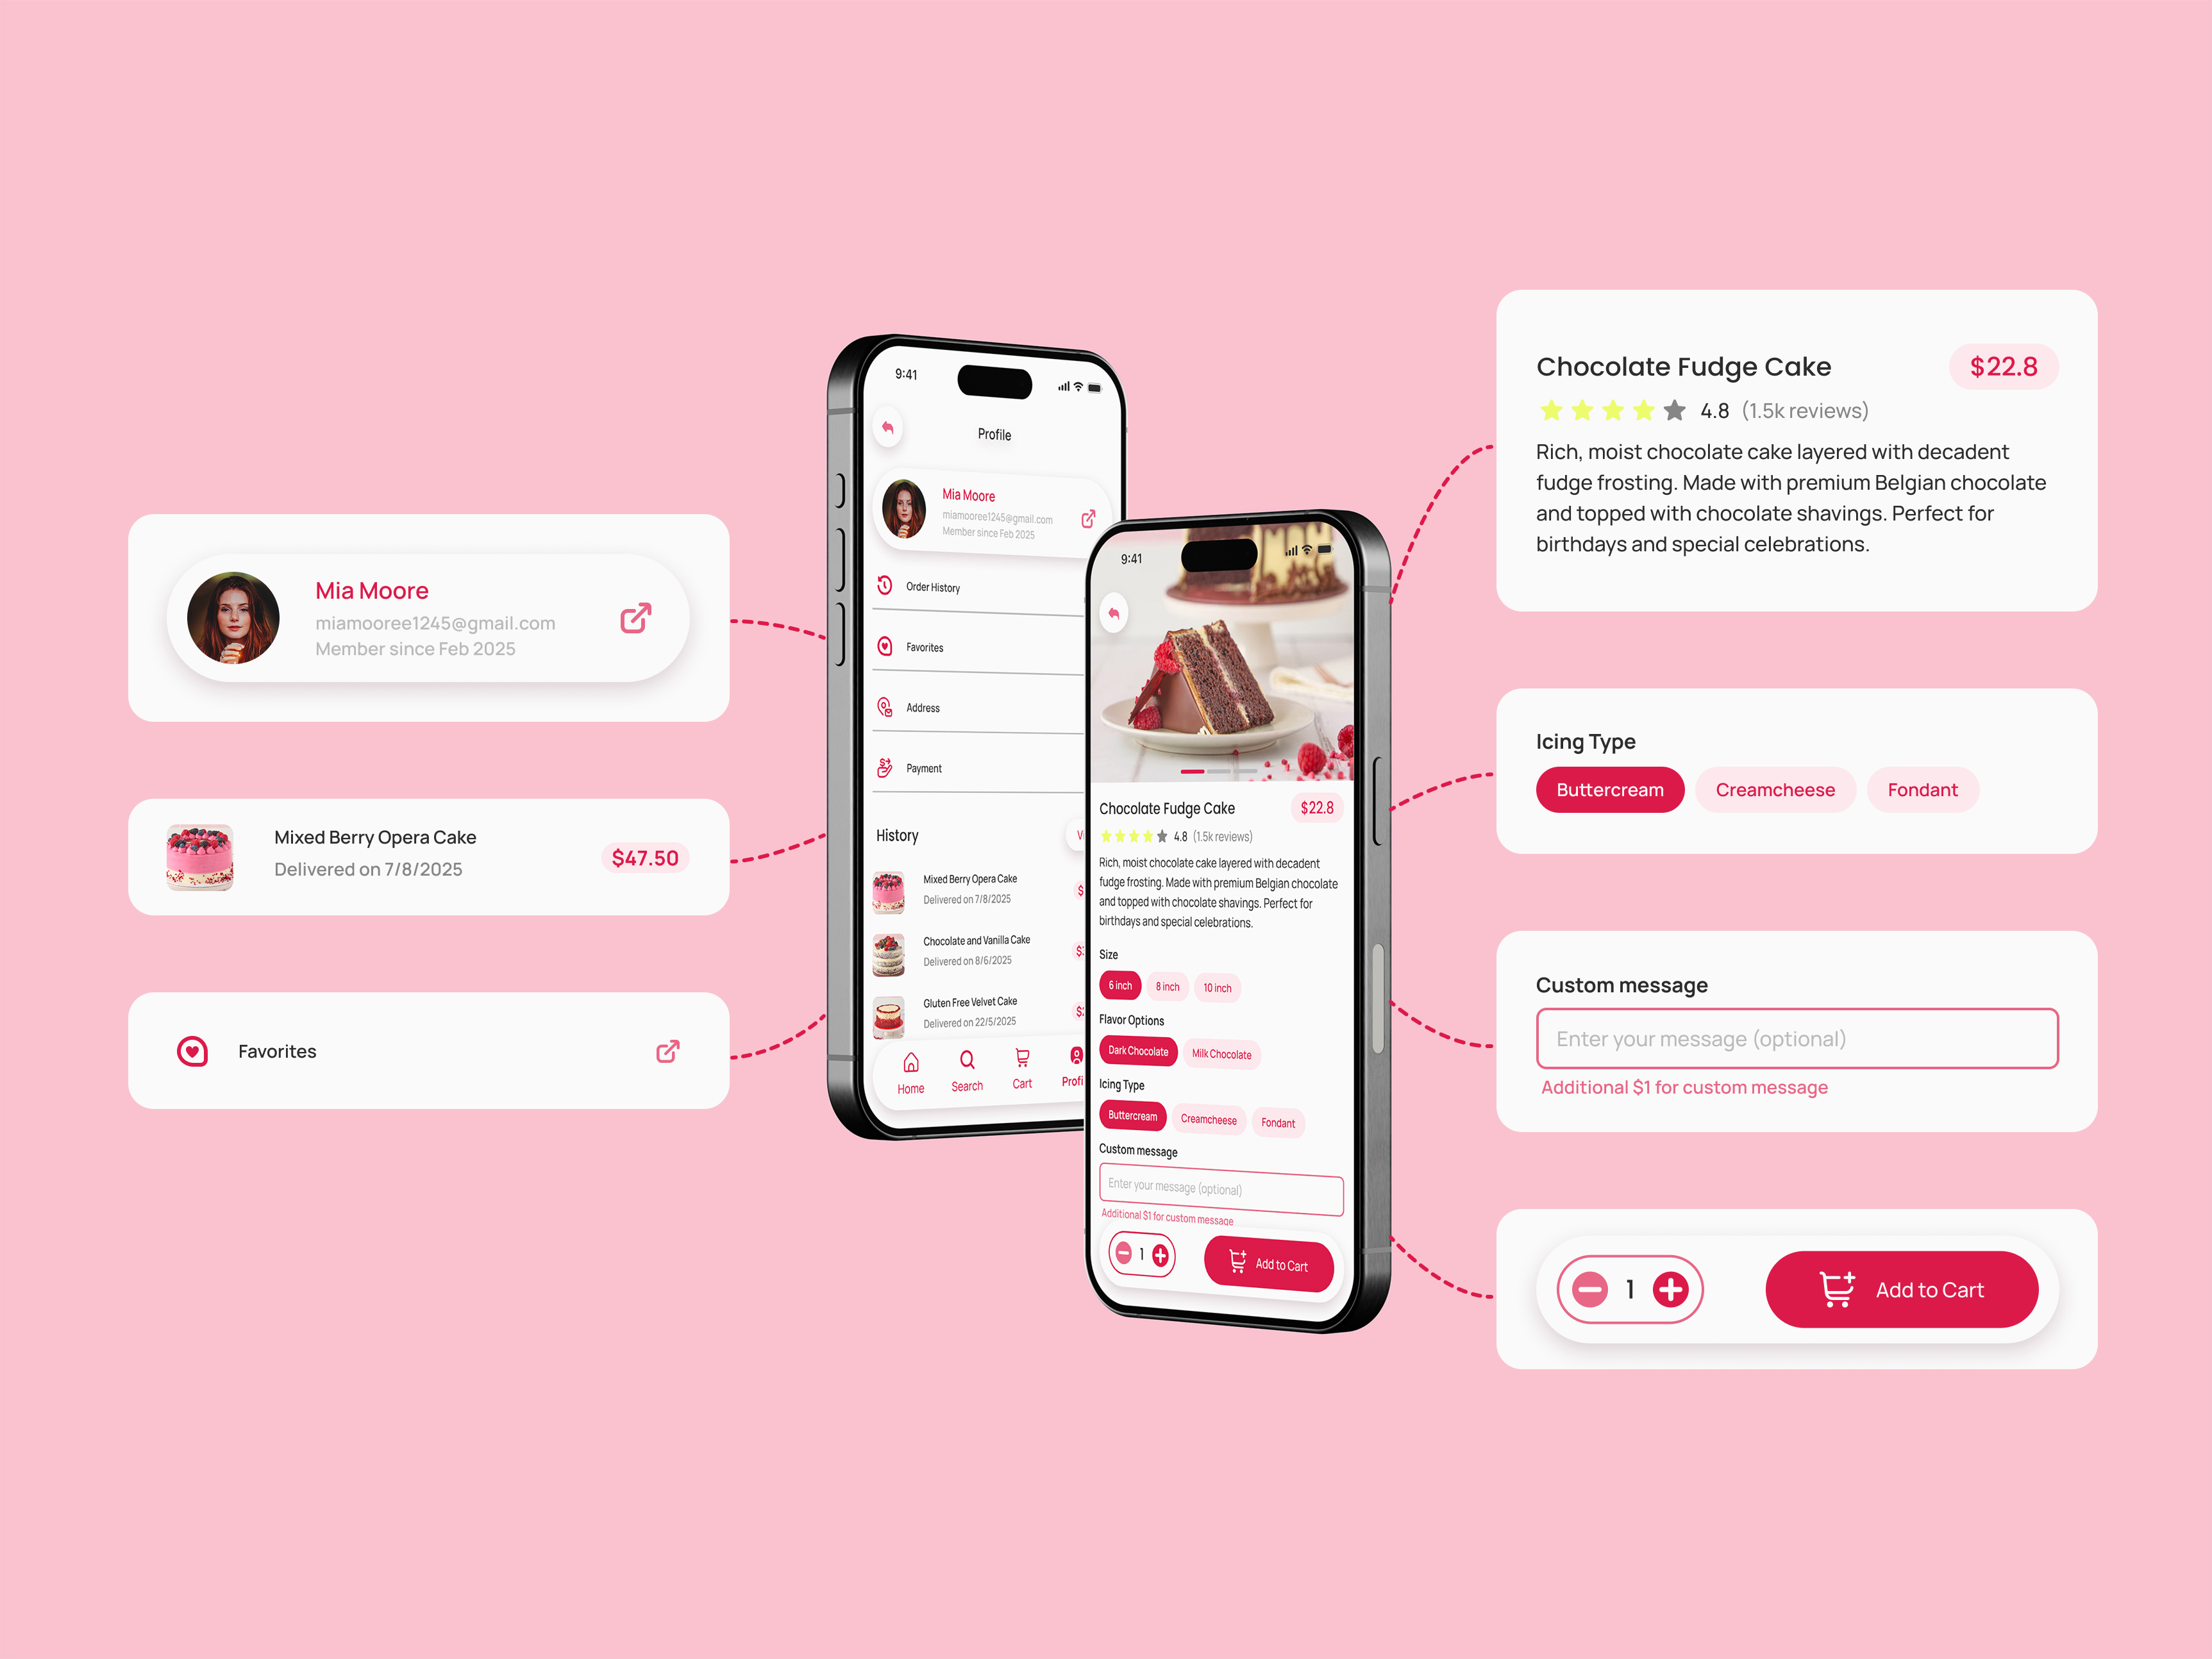 Mia Moore
miamooree1245@gmail.com
Member since Feb 2025
Mixed Berry Opera Cake
Delivered on 7/8/2025
$47.50
Favorites
9:41
Profile
Mia Moore
miamooree1245@gmail.com
Member since Feb 2025
Order History
Favorites
Address
Payment
History
Mixed Berry Opera Cake
Delivered on 7/8/2025
Chocolate and Vanilla Cake
Delivered on 8/6/2025
Gluten Free Velvet Cake
Delivered on 22/5/2025
Home
Search
Cart
9:41
Chocolate Fudge Cake
$22.8
4.8 (1.5k reviews)
Rich, moist chocolate cake layered with decadent
fudge frosting. Made with premium Belgian chocolate
and topped with chocolate shavings. Perfect for
birthdays and special celebrations.
Size
6 inch 8 inch 10 inch
Flavor Options
Dark Chocolate Milk Chocolate
Icing Type
Buttercream Creamcheese Fondant
Custom message
Enter your message (optional)
Additional $1 for custom message
1
Add to Cart
Chocolate Fudge Cake
$22.8
4.8 (1.5k reviews)
Rich, moist chocolate cake layered with decadent
fudge frosting. Made with premium Belgian chocolate
and topped with chocolate shavings. Perfect for
birthdays and special celebrations.
Icing Type
Buttercream Creamcheese Fondant
Custom message
Enter your message (optional)
Additional $1 for custom message
1
Add to Cart